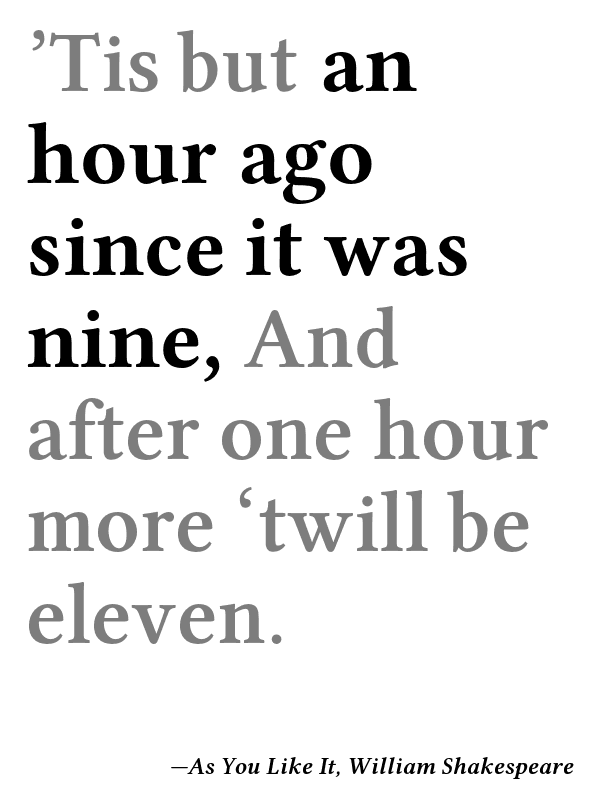 ’Tis but an
hour ago
since it was
nine, And
after one hour
more ‘twill be
eleven.
—As You Like It, William Shakespeare